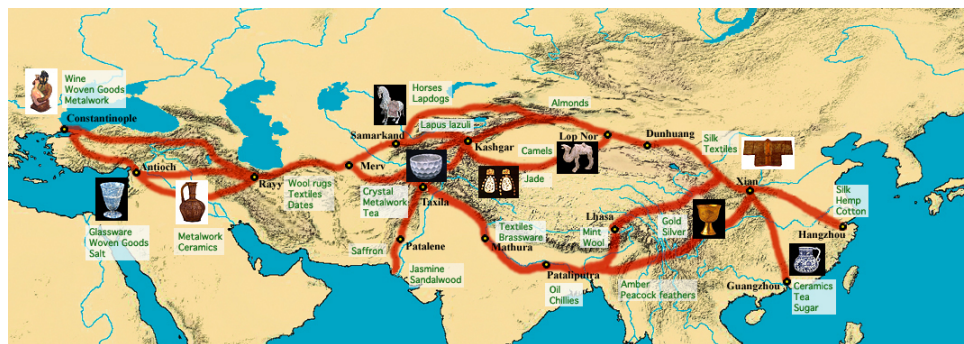 Wine
Woven Goods
Metalwork
Constantinople
Antioch
Glassware
Woven Goods
Salt
Metalwork
Ceramics
Rayy
Wool rugs
Textiles
Dates
Merv
Samarkand
Horses
Lapdogs
Lapus lazuli
Kashgar
Almonds
Crystal
Metalwork
Tea
Taxila
Saffron
Patalene
Jasmine
Sandalwood
Camels
Jade
Lop Nor
Dunhuang
Textiles
Brassware
Mathura
Pataliputra
Oil
Chillies
Lhasa
Mint
Wool
Gold
Silver
Amber
Peacock feathers
Silk
Textiles
Xian
Silk
Hemp
Cotton
Hangzhou
Guangzhou
Ceramics
Tea
Sugar